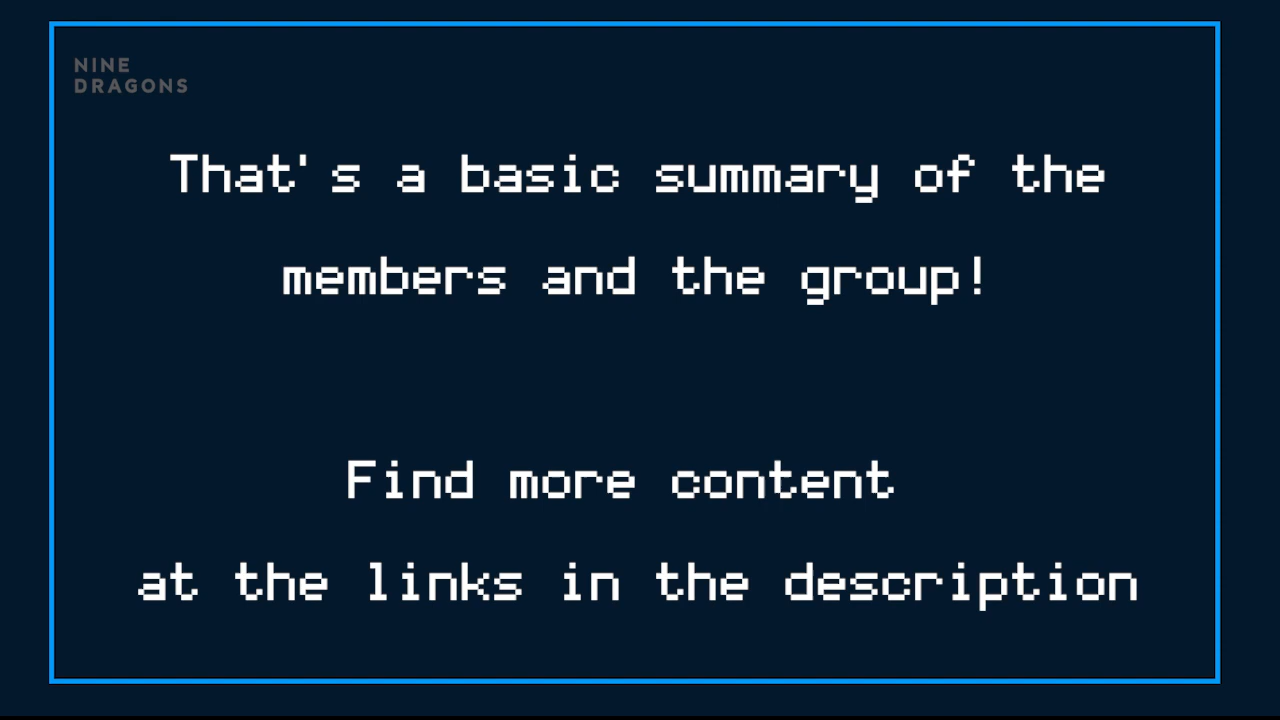 NINE
DRAGONS
That's a basic summary of the
members and the group!
Find more content
at the links in the description